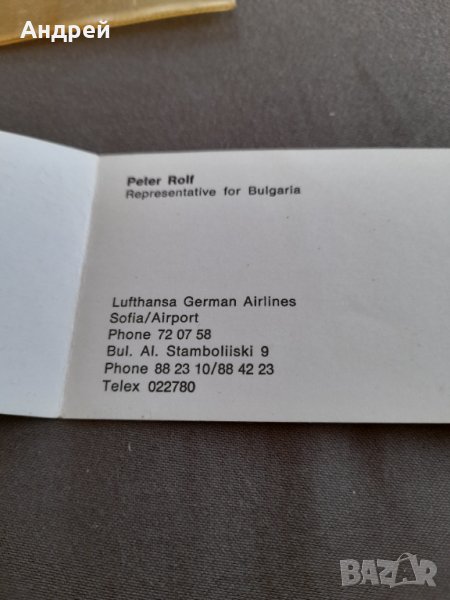 Андрей
Peter Rolf
Representative for Bulgaria
Lufthansa German Airlines
Sofia/Airport
Phone 72 07 58
Bul. Al. Stamboliiski 9
Phone 88 23 10/88 42 23
Telex 022780
BAZAR